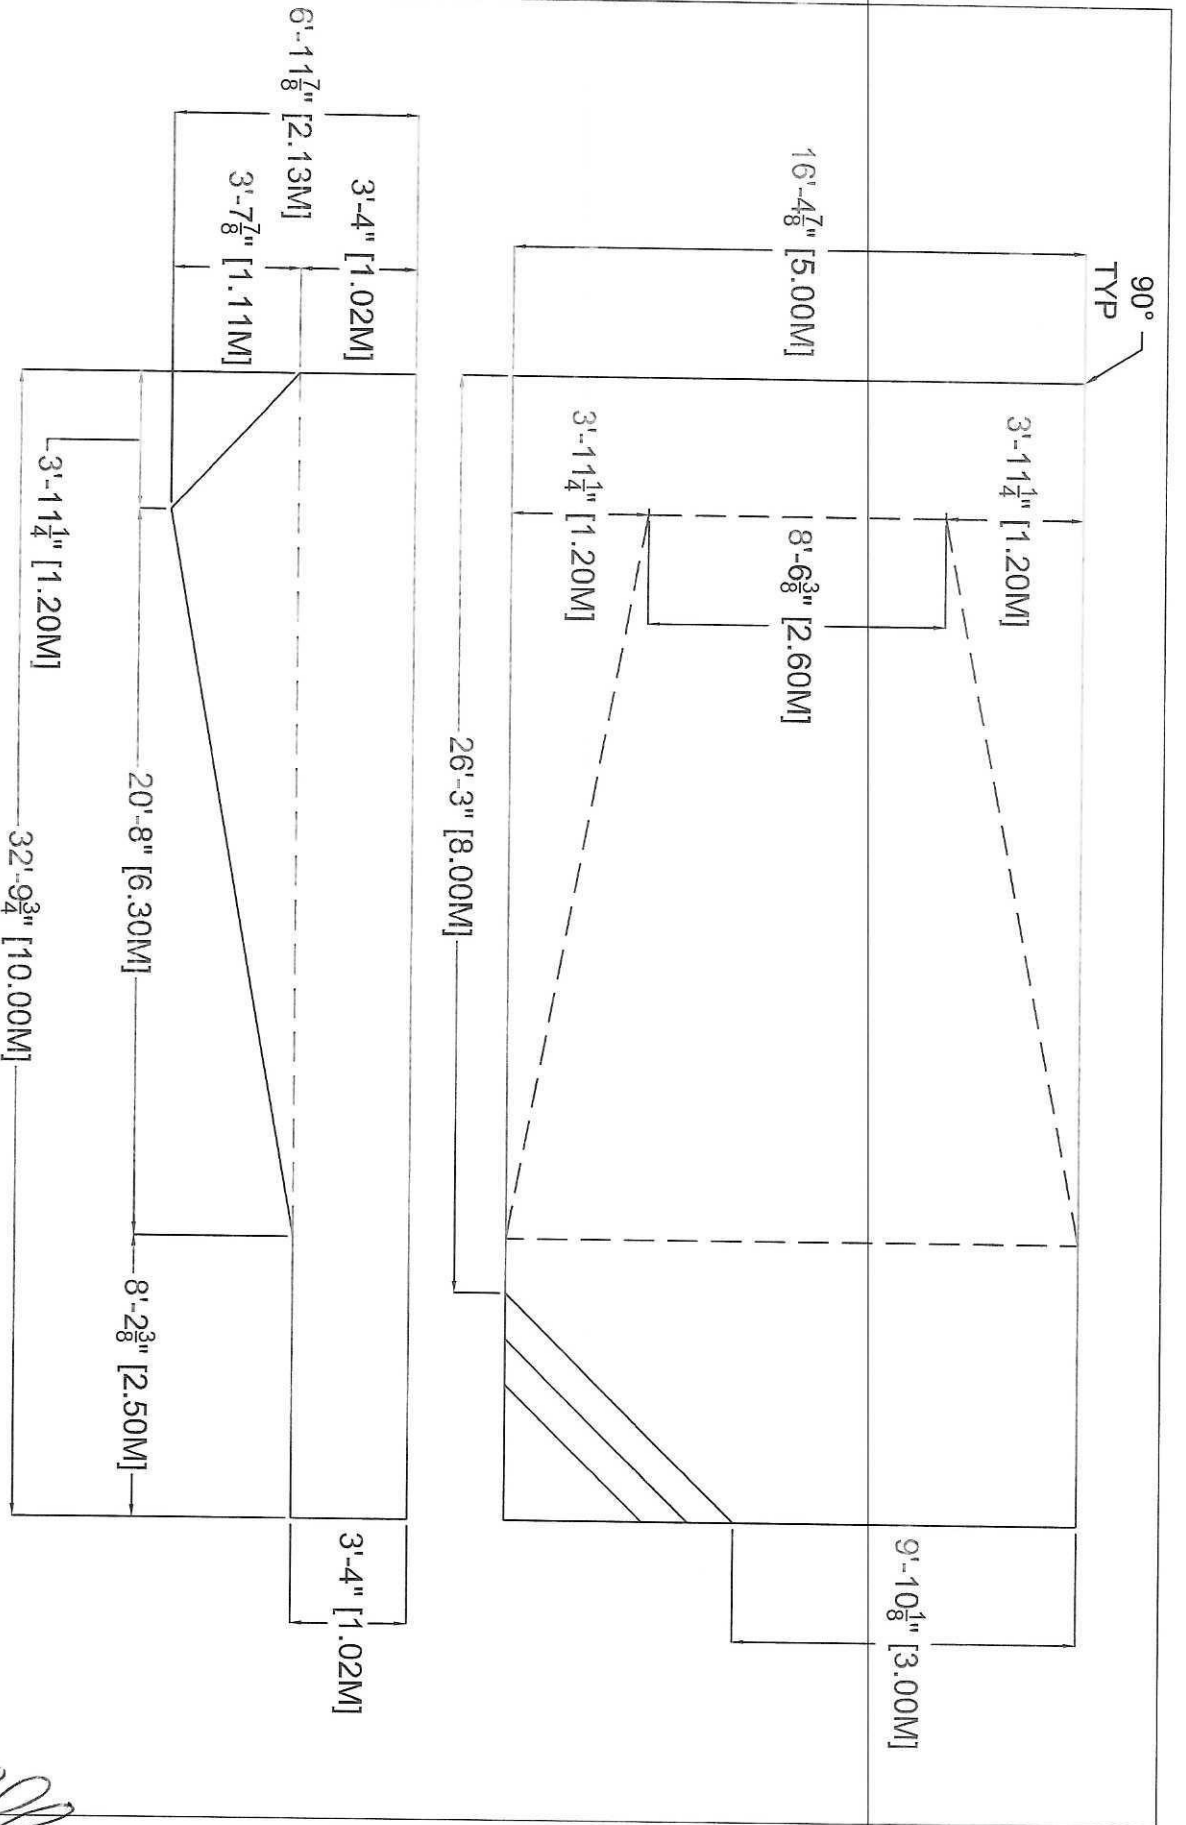 90°
TYP
16'-4 7/8" [5.00M]
3'-11 1/4" [1.20M]
8'-6 3/8" [2.60M]
3'-11 1/4" [1.20M]
9'-10 1/8" [3.00M]
26'-3" [8.00M]
3'-4" [1.02M]
6'-11 7/8" [2.13M]
3'-7 7/8" [1.11M]
3'-4" [1.02M]
3'-11 1/4" [1.20M]
20'-8" [6.30M]
8'-2 3/8" [2.50M]
32'-9 3/4" [10.00M]